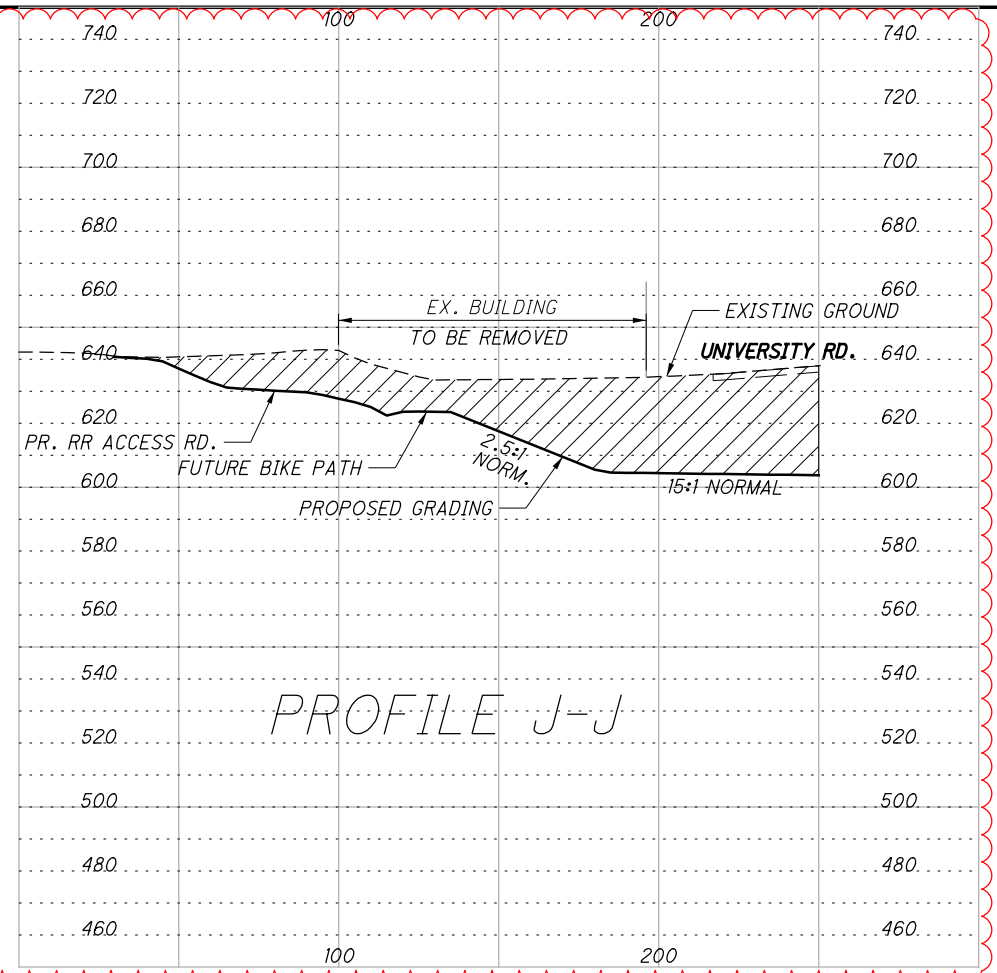 100 200
740 740
720 720
700 700
680 680
660 660
EX. BUILDING
TO BE REMOVED
EXISTING GROUND
UNIVERSITY RD.
640 640
620 620
PR. RR ACCESS RD.
FUTURE BIKE PATH
2.5:1
NORM.
PROPOSED GRADING
15:1 NORMAL
600 600
580 580
560 560
540 540
PROFILE J-J
520 520
500 500
480 480
460 460
100 200